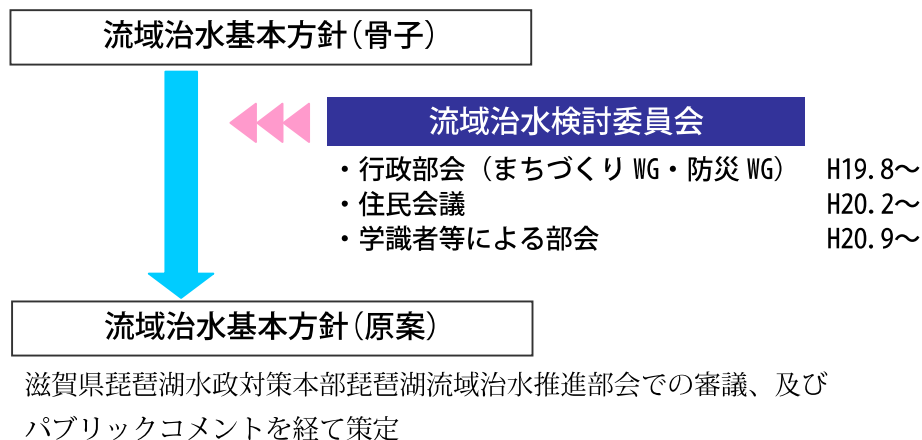 流域治水基本方針（骨子）
流域治水検討委員会
・行政部会（まちづくり WG・防災 WG） H19. 8～
・住民会議 H20. 2～
・学識者等による部会 H20. 9～
流域治水基本方針（原案）
滋賀県琵琶湖水政対策本部琵琶湖流域治水推進部会での審議、及び
パブリックコメントを経て策定